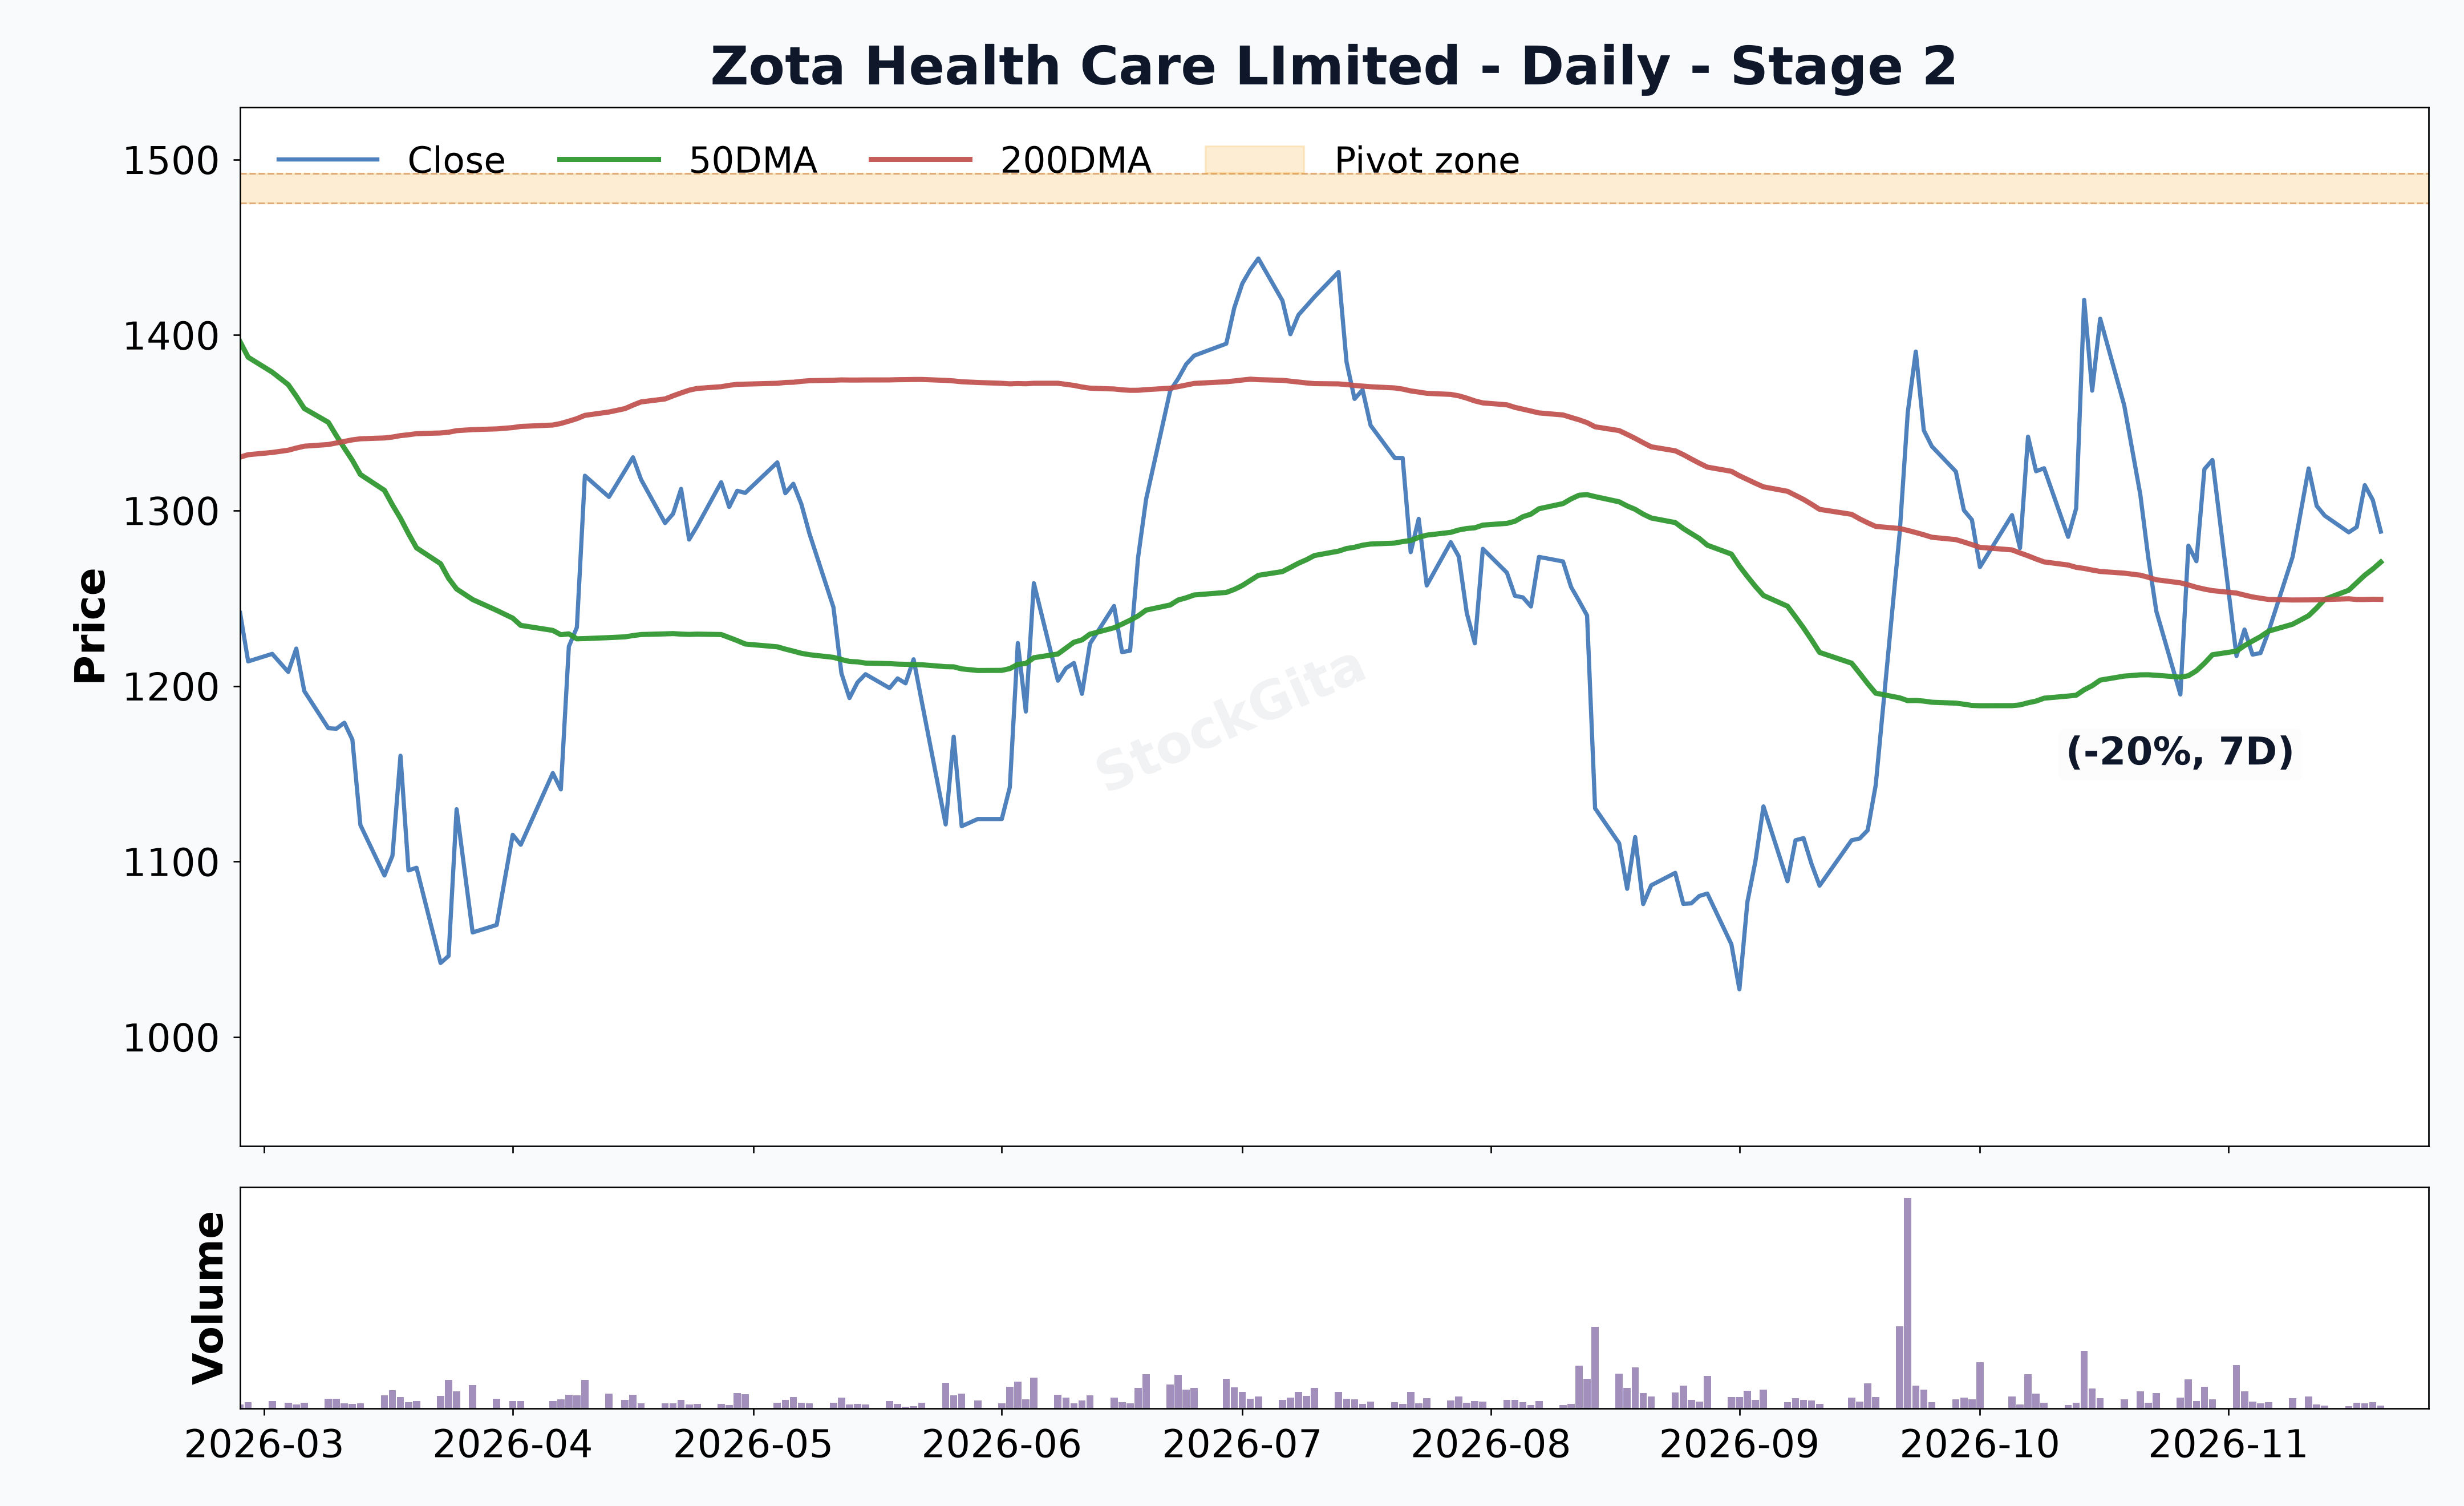 Zota Health Care LImited - Daily - Stage 2
Close 50DMA 200DMA Pivot zone
1500
1400
1300
1200
1100
1000
Price
StockGita
(-20%, 7D)
Volume
2026-03 2026-04 2026-05 2026-06 2026-07 2026-08 2026-09 2026-10 2026-11